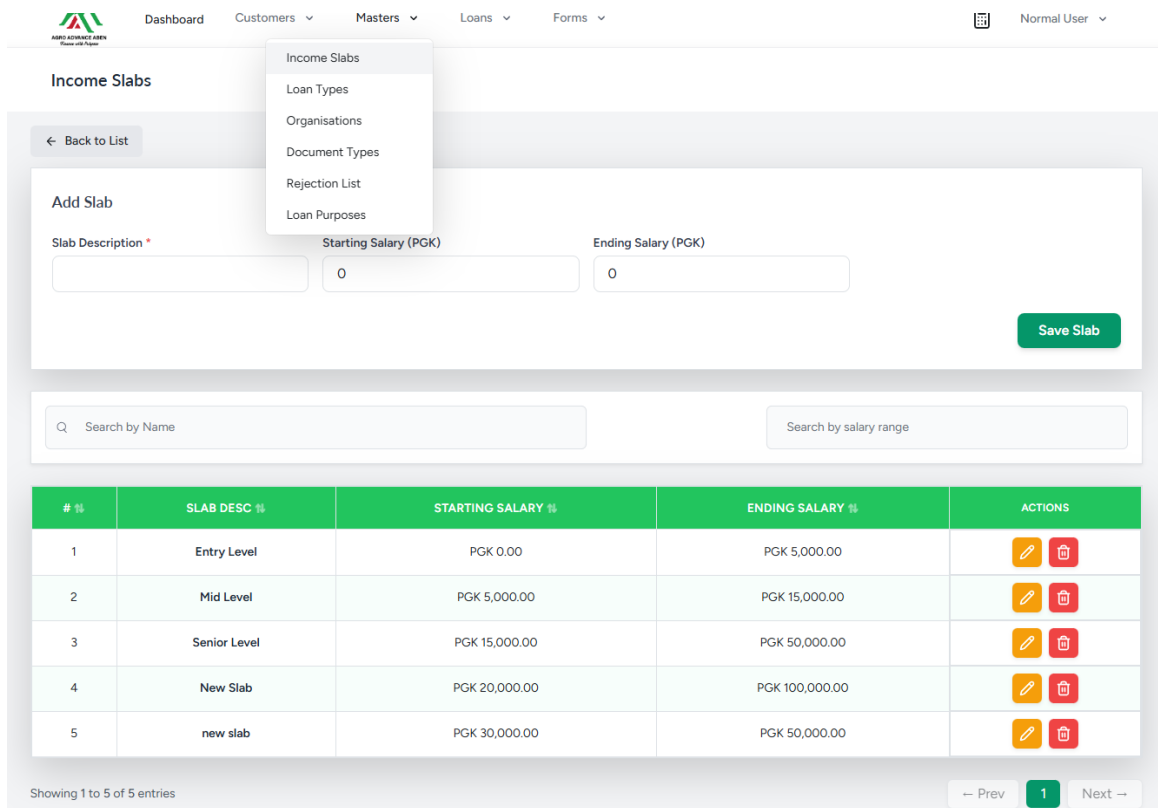 AGRO ADVANCE ABEN
Finance with Purpose
Dashboard Customers Masters Loans Forms Normal User
Income Slabs
Loan Types
Organisations
Document Types
Rejection List
Loan Purposes
Income Slabs
← Back to List
Add Slab
Slab Description * Starting Salary (PGK) Ending Salary (PGK)
0 0
Save Slab
Search by Name Search by salary range
# SLAB DESC STARTING SALARY ENDING SALARY ACTIONS
1 Entry Level PGK 0.00 PGK 5,000.00
2 Mid Level PGK 5,000.00 PGK 15,000.00
3 Senior Level PGK 15,000.00 PGK 50,000.00
4 New Slab PGK 20,000.00 PGK 100,000.00
5 new slab PGK 30,000.00 PGK 50,000.00
Showing 1 to 5 of 5 entries ← Prev 1 Next →